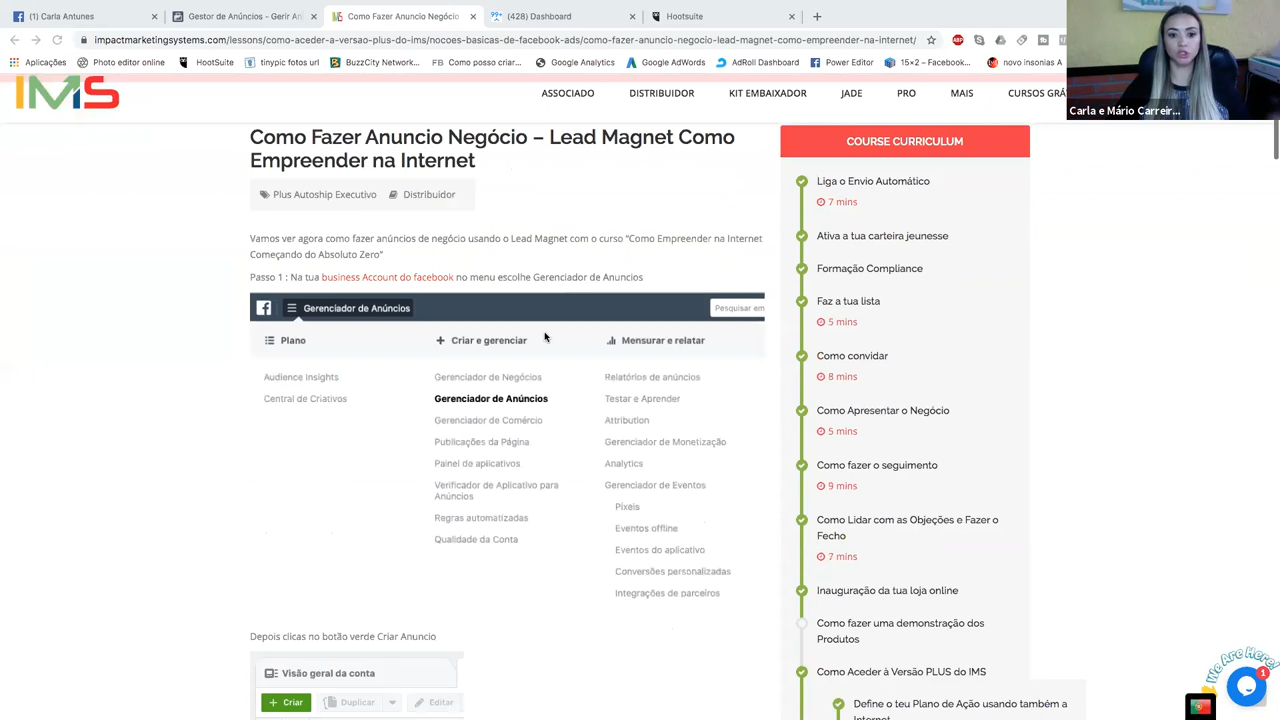 (1) Carla Antunes
Gestor de Anúncios - Gerir An
Como Fazer Anuncio Negócio
(428) Dashboard
Hootsuite
impactmarketingsystems.com/lessons/como-aceder-a-versao-plus-do-ims/nocoes-basicas-de-facebook-ads/como-fazer-anuncio-negocio-lead-magnet-como-empreender-na-internet/
Aplicações
Photo editor online
HootSuite
tinypic fotos url
BuzzCity Network...
FB Como posso criar...
Google Analytics
Google AdWords
AdRoll Dashboard
Power Editor
15×2 – Facebook...
novo insonias A
Carla e Mário Carreir...
IMS
ASSOCIADO
DISTRIBUIDOR
KIT EMBAIXADOR
JADE
PRO
MAIS
CURSOS GRÁ
Como Fazer Anuncio Negócio – Lead Magnet Como
Empreender na Internet
Plus Autoship Executivo
Distribuidor
Vamos ver agora como fazer anúncios de negócio usando o Lead Magnet com o curso “Como Empreender na Internet
Começando do Absoluto Zero”
Passo 1 : Na tua business Account do facebook no menu escolhe Gerenciador de Anuncios
Gerenciador de Anúncios
Pesquisar em
Plano
Audience Insights
Central de Criativos
Criar e gerenciar
Gerenciador de Negócios
Gerenciador de Anúncios
Gerenciador de Comércio
Publicações da Página
Painel de aplicativos
Verificador de Aplicativo para
Anúncios
Regras automatizadas
Qualidade da Conta
Mensurar e relatar
Relatórios de anúncios
Testar e Aprender
Attribution
Gerenciador de Monetização
Analytics
Gerenciador de Eventos
Pixeis
Eventos offline
Eventos do aplicativo
Conversões personalizadas
Integrações de parceiros
Depois clicas no botão verde Criar Anuncio
Visão geral da conta
+ Criar
Duplicar
Editar
COURSE CURRICULUM
Liga o Envio Automático
7 mins
Ativa a tua carteira jeunesse
Formação Compliance
Faz a tua lista
5 mins
Como convidar
8 mins
Como Apresentar o Negócio
5 mins
Como fazer o seguimento
9 mins
Como Lidar com as Objeções e Fazer o
Fecho
7 mins
Inauguração da tua loja online
Como fazer uma demonstração dos
Produtos
Como Aceder à Versão PLUS do IMS
Define o teu Plano de Ação usando também a
Internet
We Are Here!
1